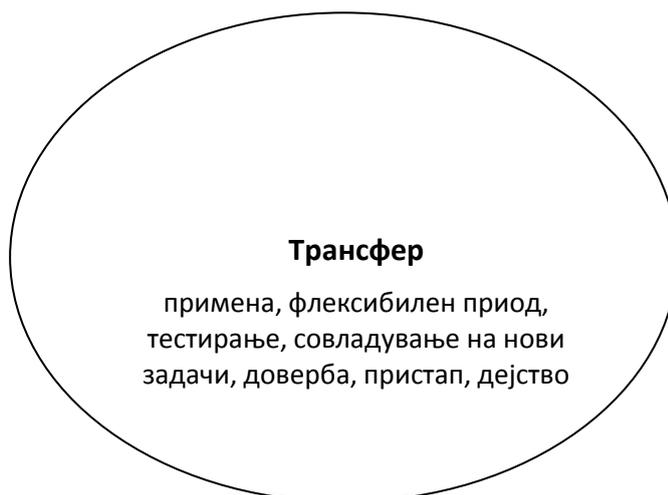 Трансфер
примена, флексибилен приод,
тестирање, совладување на нови
задачи, доверба, пристап, дејство